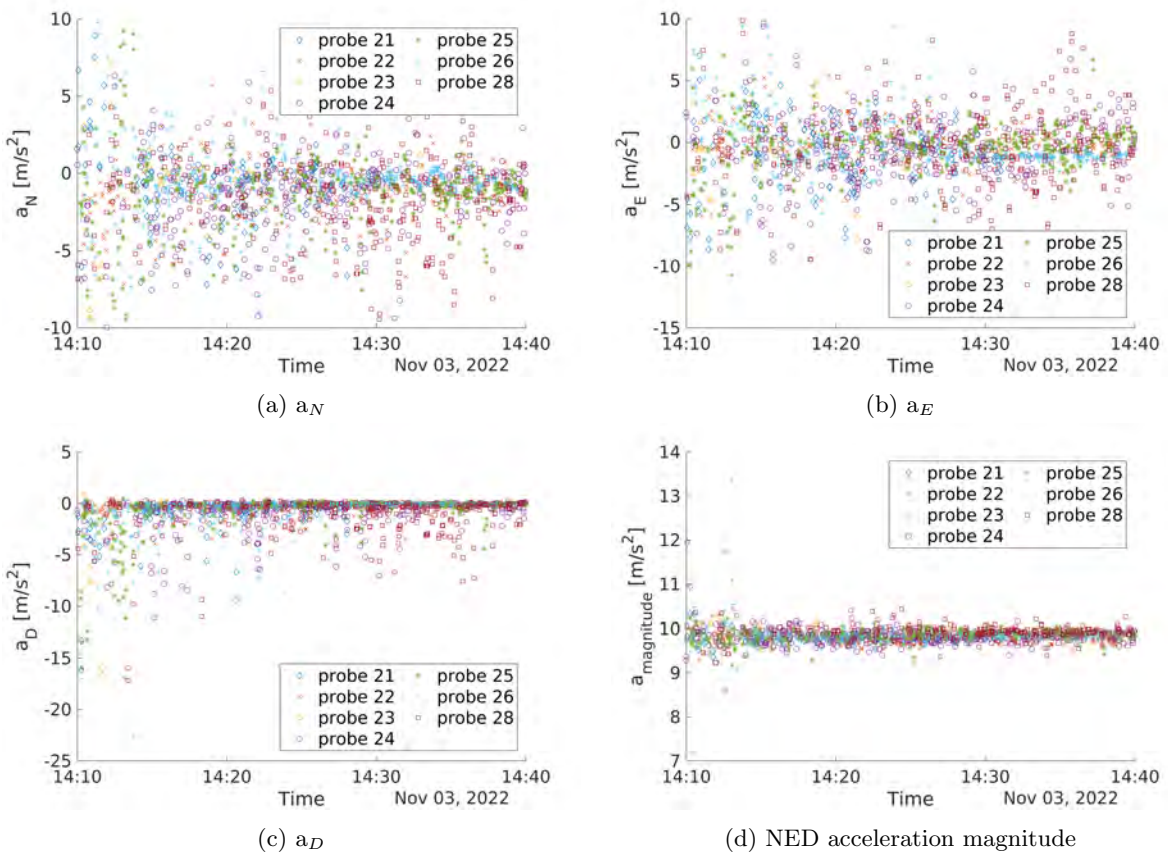 10
5
0
-5
-10
a_N [m/s²]
probe 21 probe 25
probe 22 probe 26
probe 23 probe 28
probe 24
14:10 14:20 14:30 14:40
Time Nov 03, 2022
(a) a_N
10
5
0
-5
-10
-15
a_E [m/s²]
probe 21 probe 25
probe 22 probe 26
probe 23 probe 28
probe 24
14:10 14:20 14:30 14:40
Time Nov 03, 2022
(b) a_E
5
0
-5
-10
-15
-20
-25
a_D [m/s²]
probe 21 probe 25
probe 22 probe 26
probe 23 probe 28
probe 24
14:10 14:20 14:30 14:40
Time Nov 03, 2022
(c) a_D
14
13
12
11
10
9
8
7
a_magnitude [m/s²]
probe 21 probe 25
probe 22 probe 26
probe 23 probe 28
probe 24
14:10 14:20 14:30 14:40
Time Nov 03, 2022
(d) NED acceleration magnitude